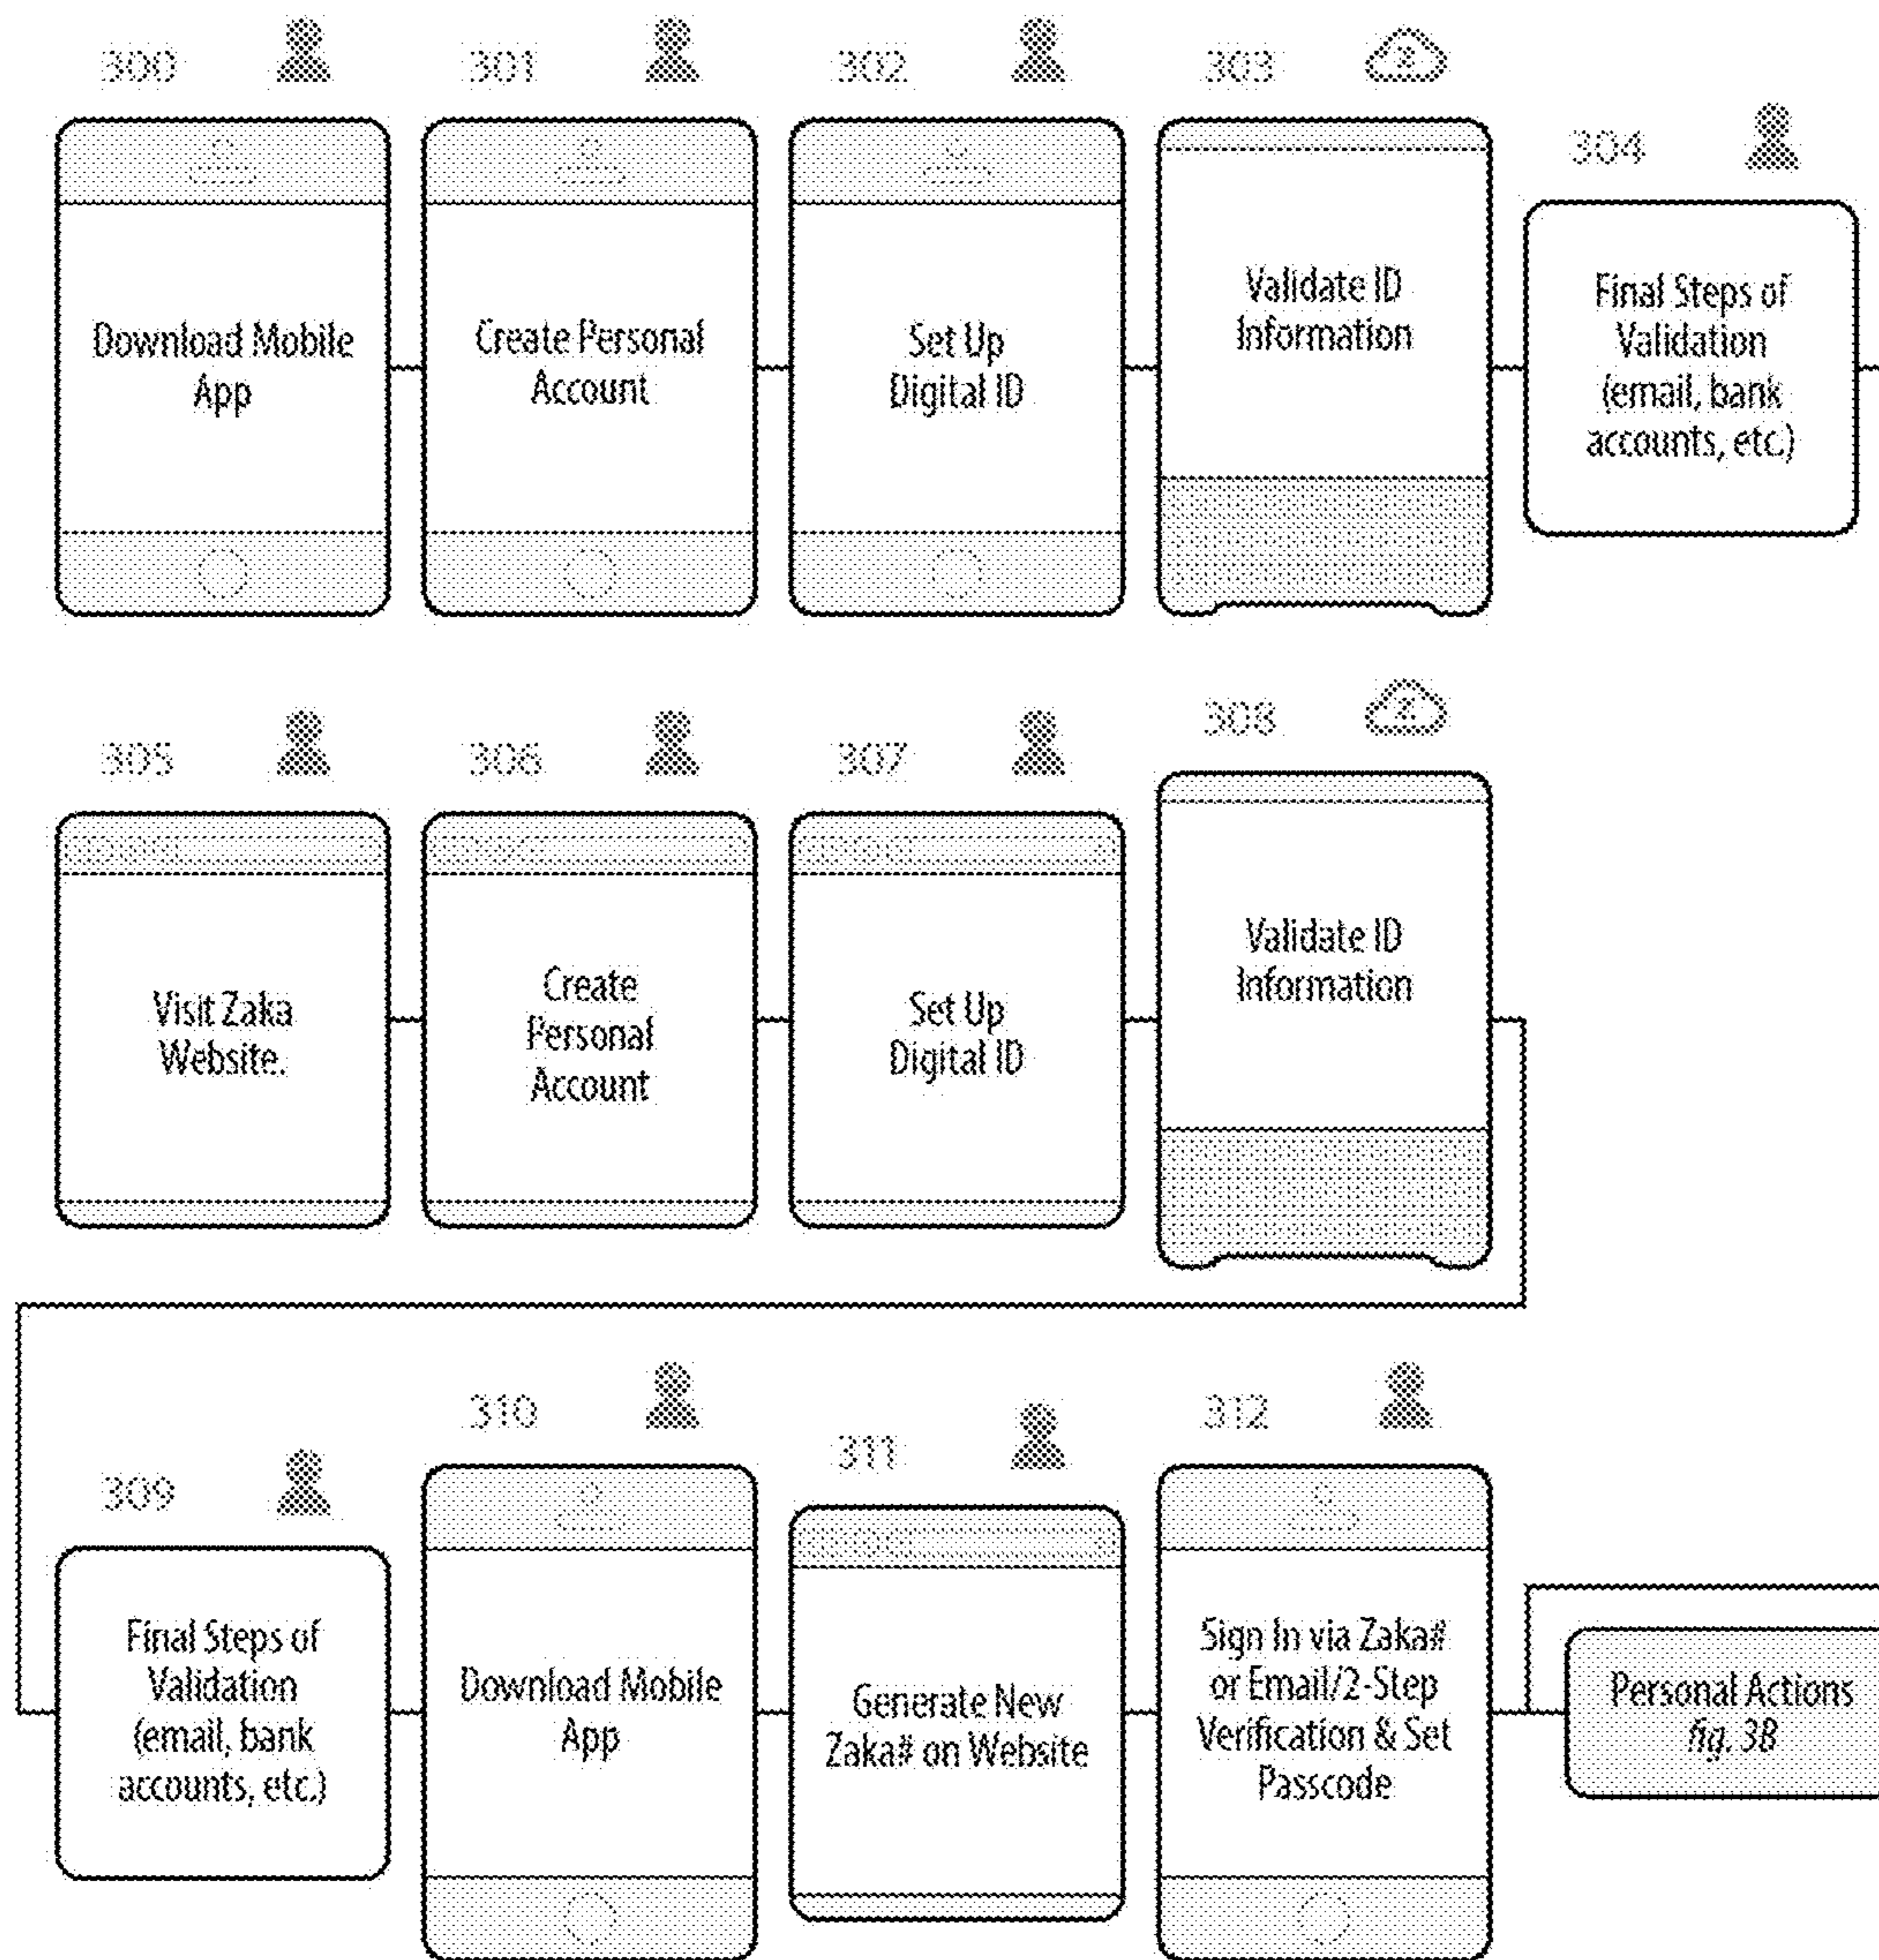 300
301
302
303
304
Download Mobile
App
Create Personal
Account
Set Up
Digital ID
Validate ID
Information
Final Steps of
Validation
(email, bank
accounts, etc.)
305
306
307
308
Visit Zaka
Website.
Create
Personal
Account
Set Up
Digital ID
Validate ID
Information
309
310
311
312
Final Steps of
Validation
(email, bank
accounts, etc.)
Download Mobile
App
Generate New
Zaka# on Website
Sign In via Zaka#
or Email/2-Step
Verification & Set
Passcode
Personal Actions
fig. 3B